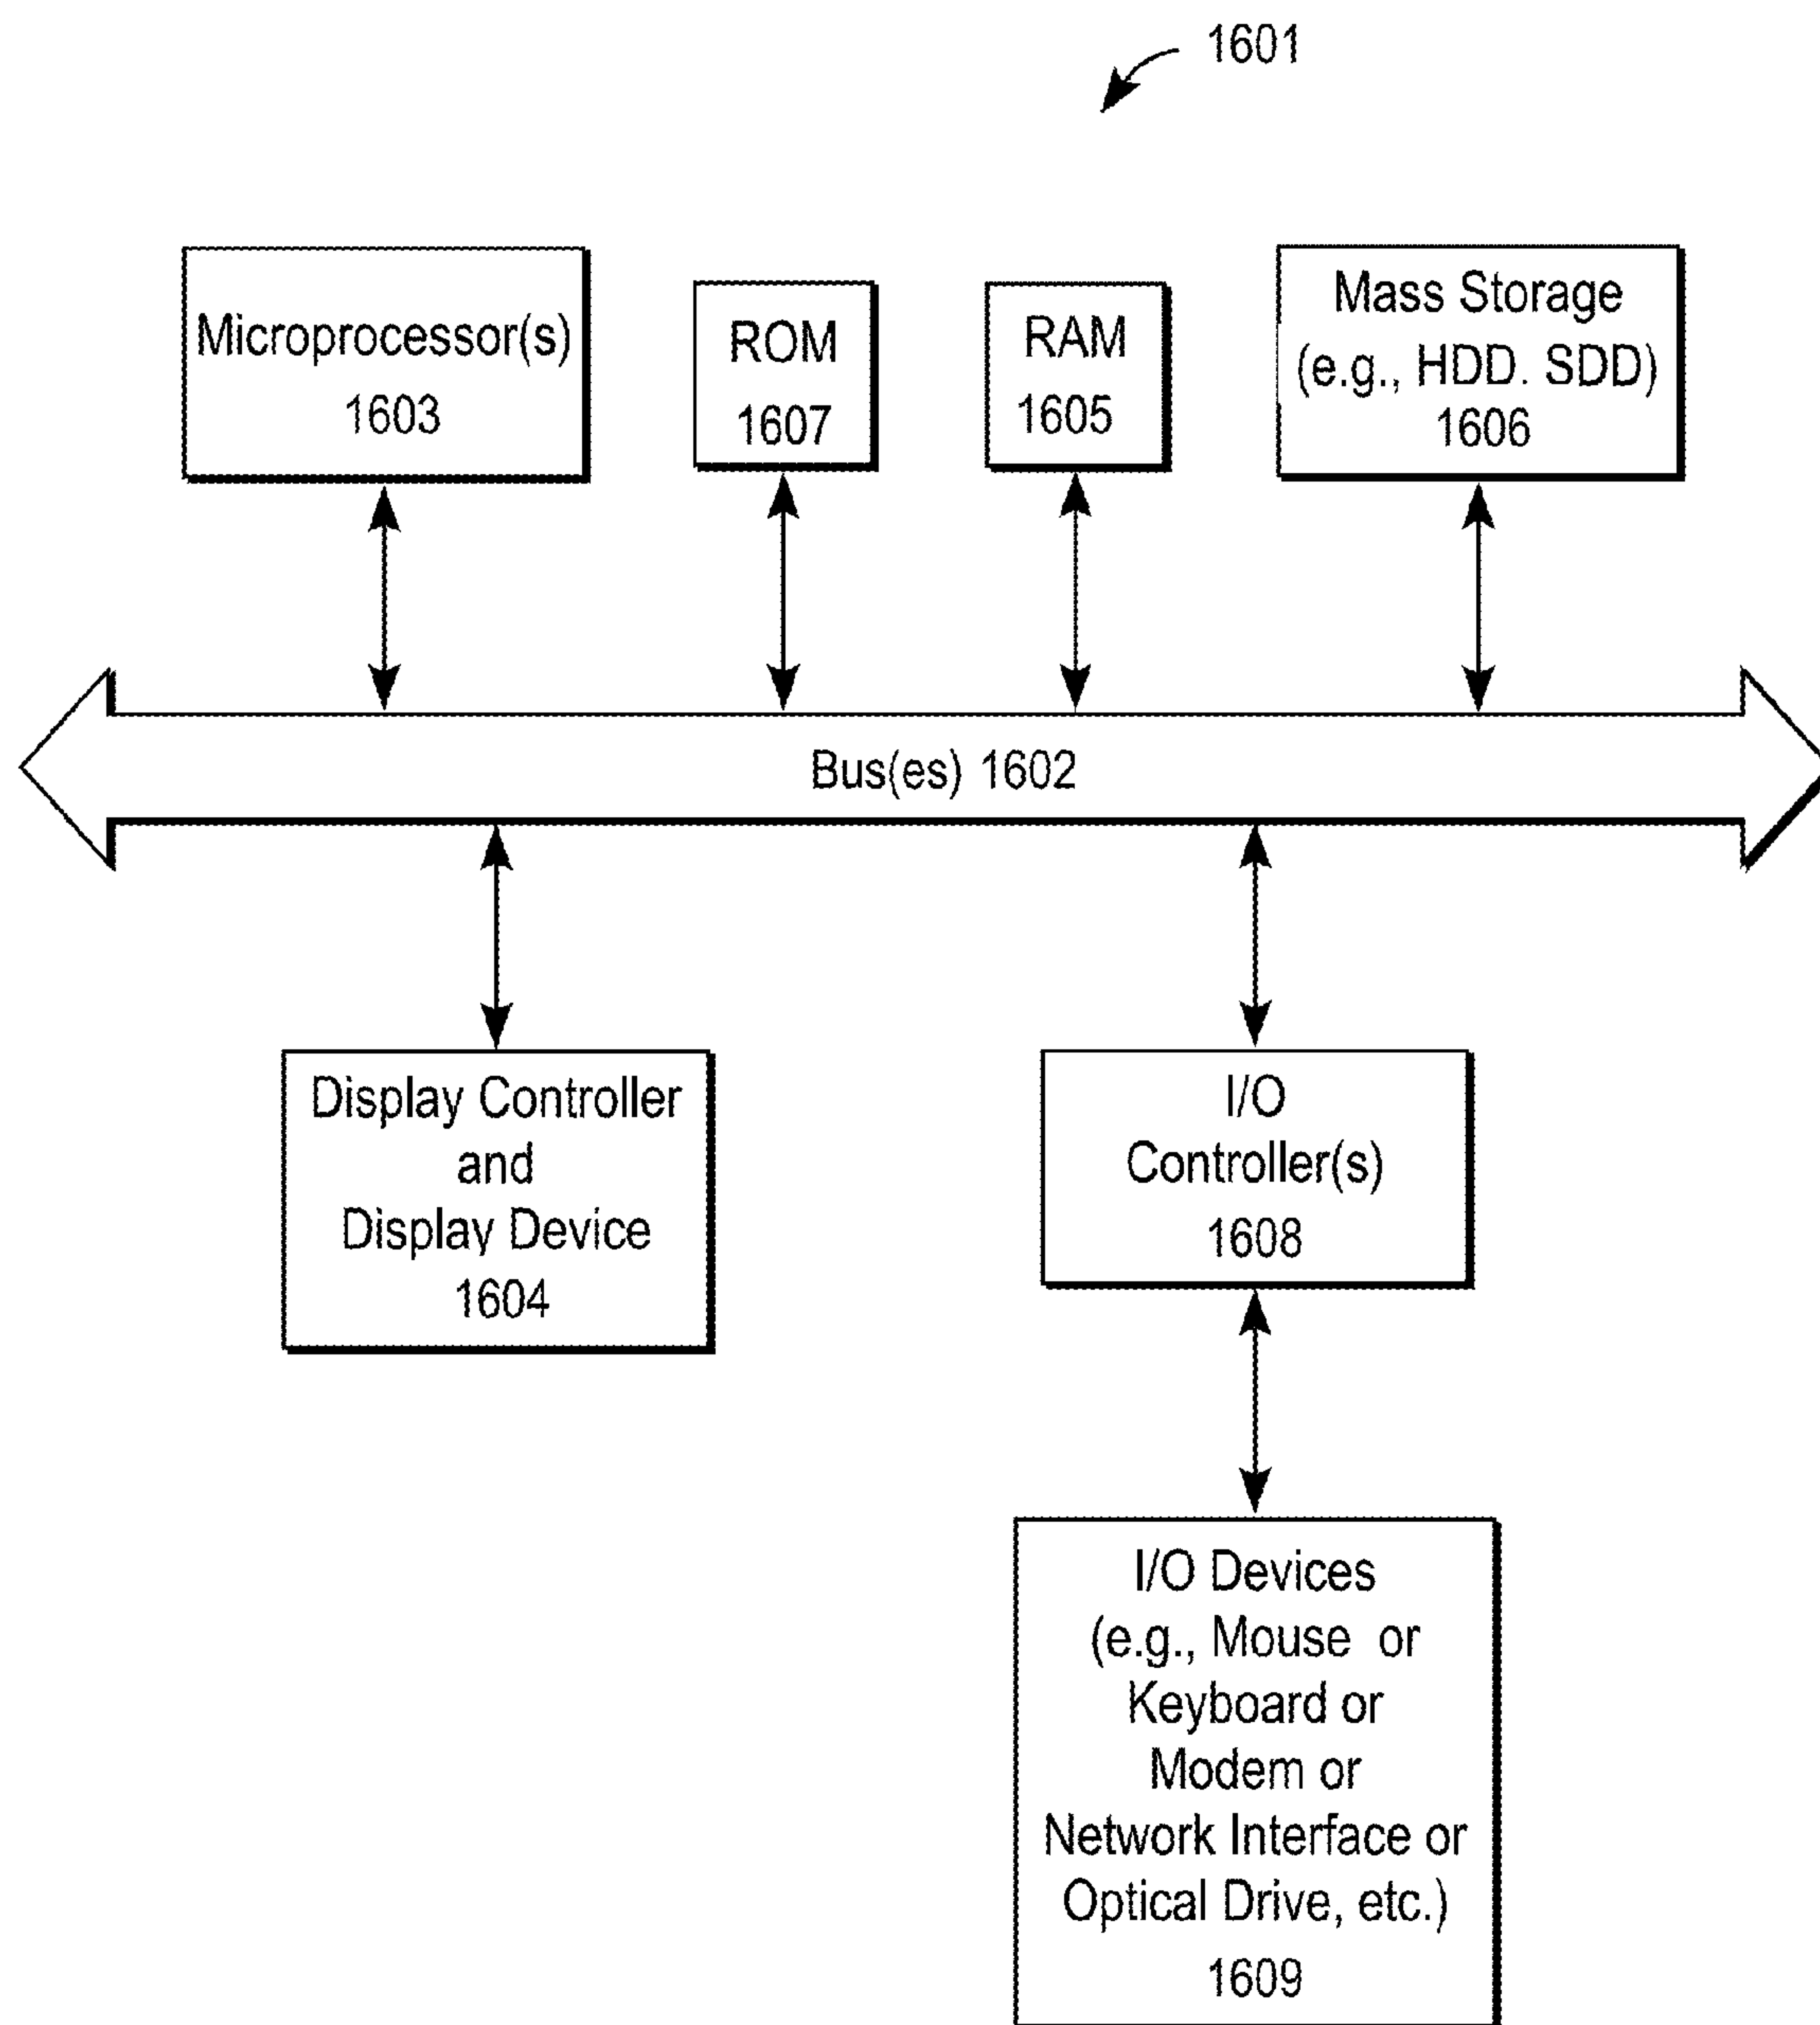 1601
Microprocessor(s)
1603
ROM
1607
RAM
1605
Mass Storage
(e.g., HDD. SDD)
1606
Bus(es) 1602
Display Controller
and
Display Device
1604
I/O
Controller(s)
1608
I/O Devices
(e.g., Mouse or
Keyboard or
Modem or
Network Interface or
Optical Drive, etc.)
1609